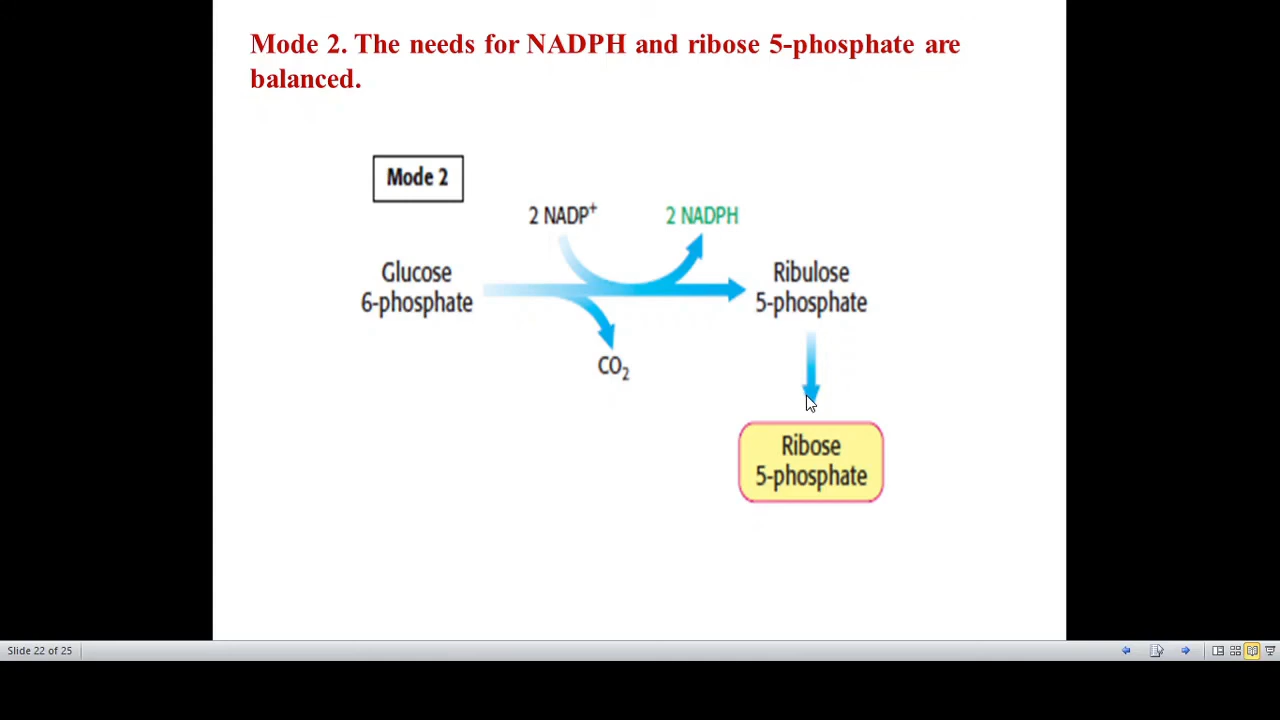 Mode 2. The needs for NADPH and ribose 5-phosphate are
balanced.
Mode 2
2 NADP⁺
2 NADPH
Glucose
6-phosphate
Ribulose
5-phosphate
CO₂
Ribose
5-phosphate
Slide 22 of 25